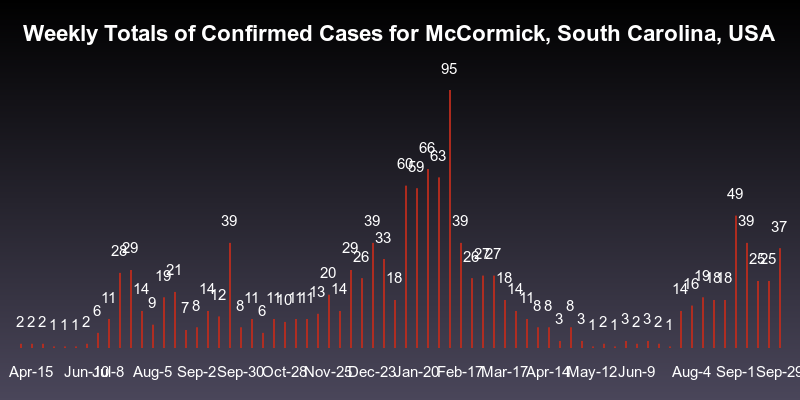 Weekly Totals of Confirmed Cases for McCormick, South Carolina, USA
95
66
63
60 59
49
39 39 39 39 39
37
33
28 29 29 26 26 27 27 25 25
2 2 2 1 1 1 2 6 11 14 9 19 21 7 8 14 12 8 11 6 11 10 11 11 13 20 14 18 18 14 11 8 8 3 8 3 1 2 1 3 2 3 2 1 14 16 19 18 18
Apr-15 Jun-10 Jul-8 Aug-5 Sep-2 Sep-30 Oct-28 Nov-25 Dec-23 Jan-20 Feb-17 Mar-17 Apr-14 May-12 Jun-9 Aug-4 Sep-1 Sep-29